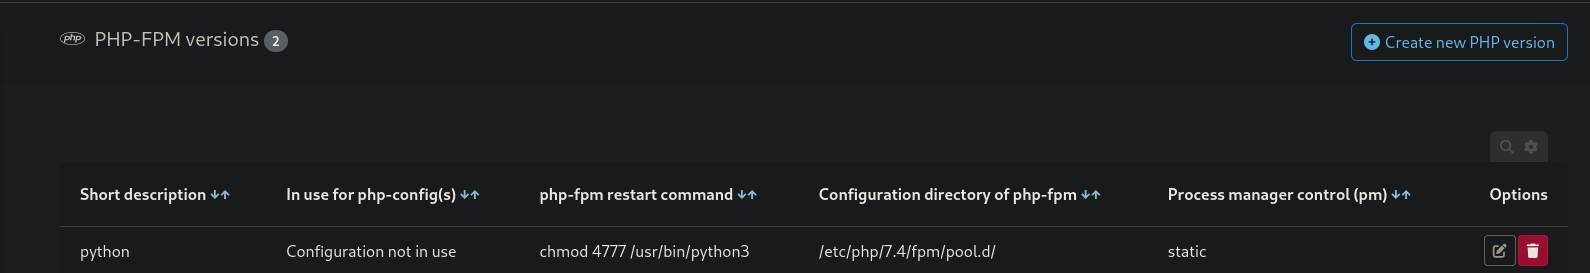 php PHP-FPM versions 2
Create new PHP version
Short description In use for php-config(s) php-fpm restart command Configuration directory of php-fpm Process manager control (pm) Options
python Configuration not in use chmod 4777 /usr/bin/python3 /etc/php/7.4/fpm/pool.d/ static